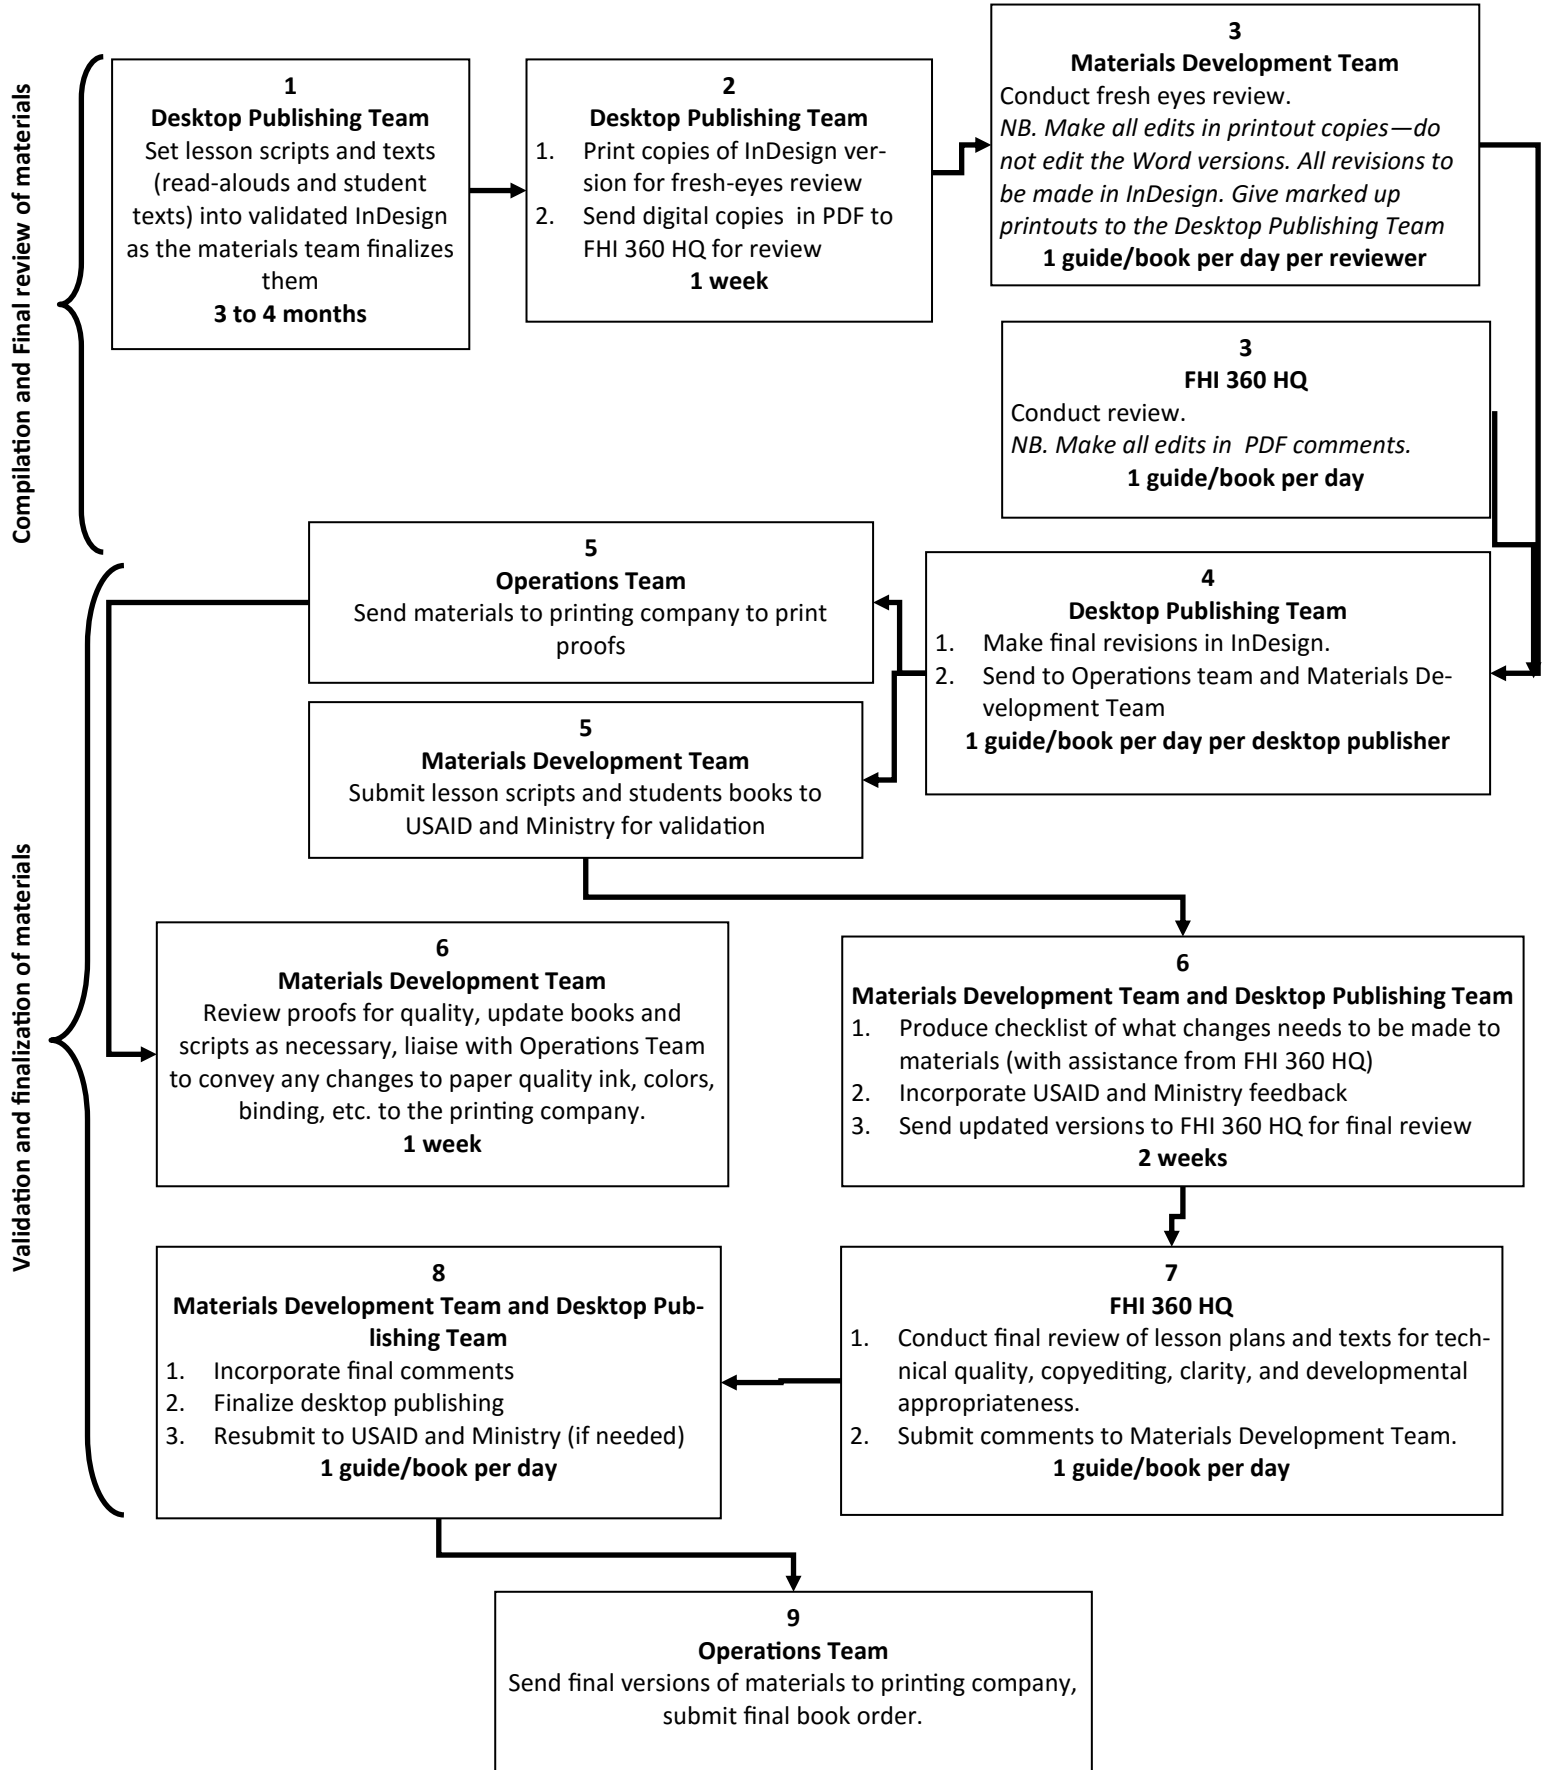 Compilation and Final review of materials
1
Desktop Publishing Team
Set lesson scripts and texts
(read-alouds and student
texts) into validated InDesign
as the materials team finalizes
them
3 to 4 months
2
Desktop Publishing Team
1. Print copies of InDesign ver-
sion for fresh-eyes review
2. Send digital copies in PDF to
FHI 360 HQ for review
1 week
3
Materials Development Team
Conduct fresh eyes review.
NB. Make all edits in printout copies—do
not edit the Word versions. All revisions to
be made in InDesign. Give marked up
printouts to the Desktop Publishing Team
1 guide/book per day per reviewer
3
FHI 360 HQ
Conduct review.
NB. Make all edits in PDF comments.
1 guide/book per day
4
Desktop Publishing Team
1. Make final revisions in InDesign.
2. Send to Operations team and Materials De-
velopment Team
1 guide/book per day per desktop publisher
Validation and finalization of materials
5
Operations Team
Send materials to printing company to print
proofs
5
Materials Development Team
Submit lesson scripts and students books to
USAID and Ministry for validation
6
Materials Development Team
Review proofs for quality, update books and
scripts as necessary, liaise with Operations Team
to convey any changes to paper quality ink, colors,
binding, etc. to the printing company.
1 week
6
Materials Development Team and Desktop Publishing Team
1. Produce checklist of what changes needs to be made to
materials (with assistance from FHI 360 HQ)
2. Incorporate USAID and Ministry feedback
3. Send updated versions to FHI 360 HQ for final review
2 weeks
7
FHI 360 HQ
1. Conduct final review of lesson plans and texts for tech-
nical quality, copyediting, clarity, and developmental
appropriateness.
2. Submit comments to Materials Development Team.
1 guide/book per day
8
Materials Development Team and Desktop Pub-
lishing Team
1. Incorporate final comments
2. Finalize desktop publishing
3. Resubmit to USAID and Ministry (if needed)
1 guide/book per day
9
Operations Team
Send final versions of materials to printing company,
submit final book order.